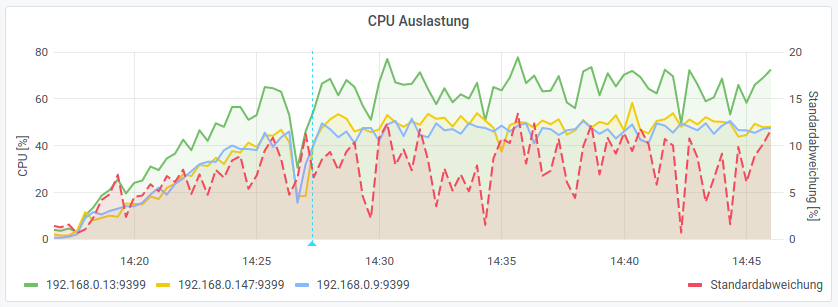 CPU Auslastung
80
60
40
20
0
CPU [%]
20
15
10
5
0
Standardabweichung [%]
14:20 14:25 14:30 14:35 14:40 14:45
192.168.0.13:9399 192.168.0.147:9399 192.168.0.9:9399 Standardabweichung